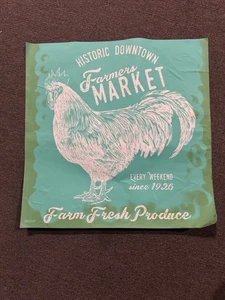 HISTORIC DOWNTOWN
Farmers
MARKET
EVERY WEEKEND
since 1926
Farm Fresh Produce